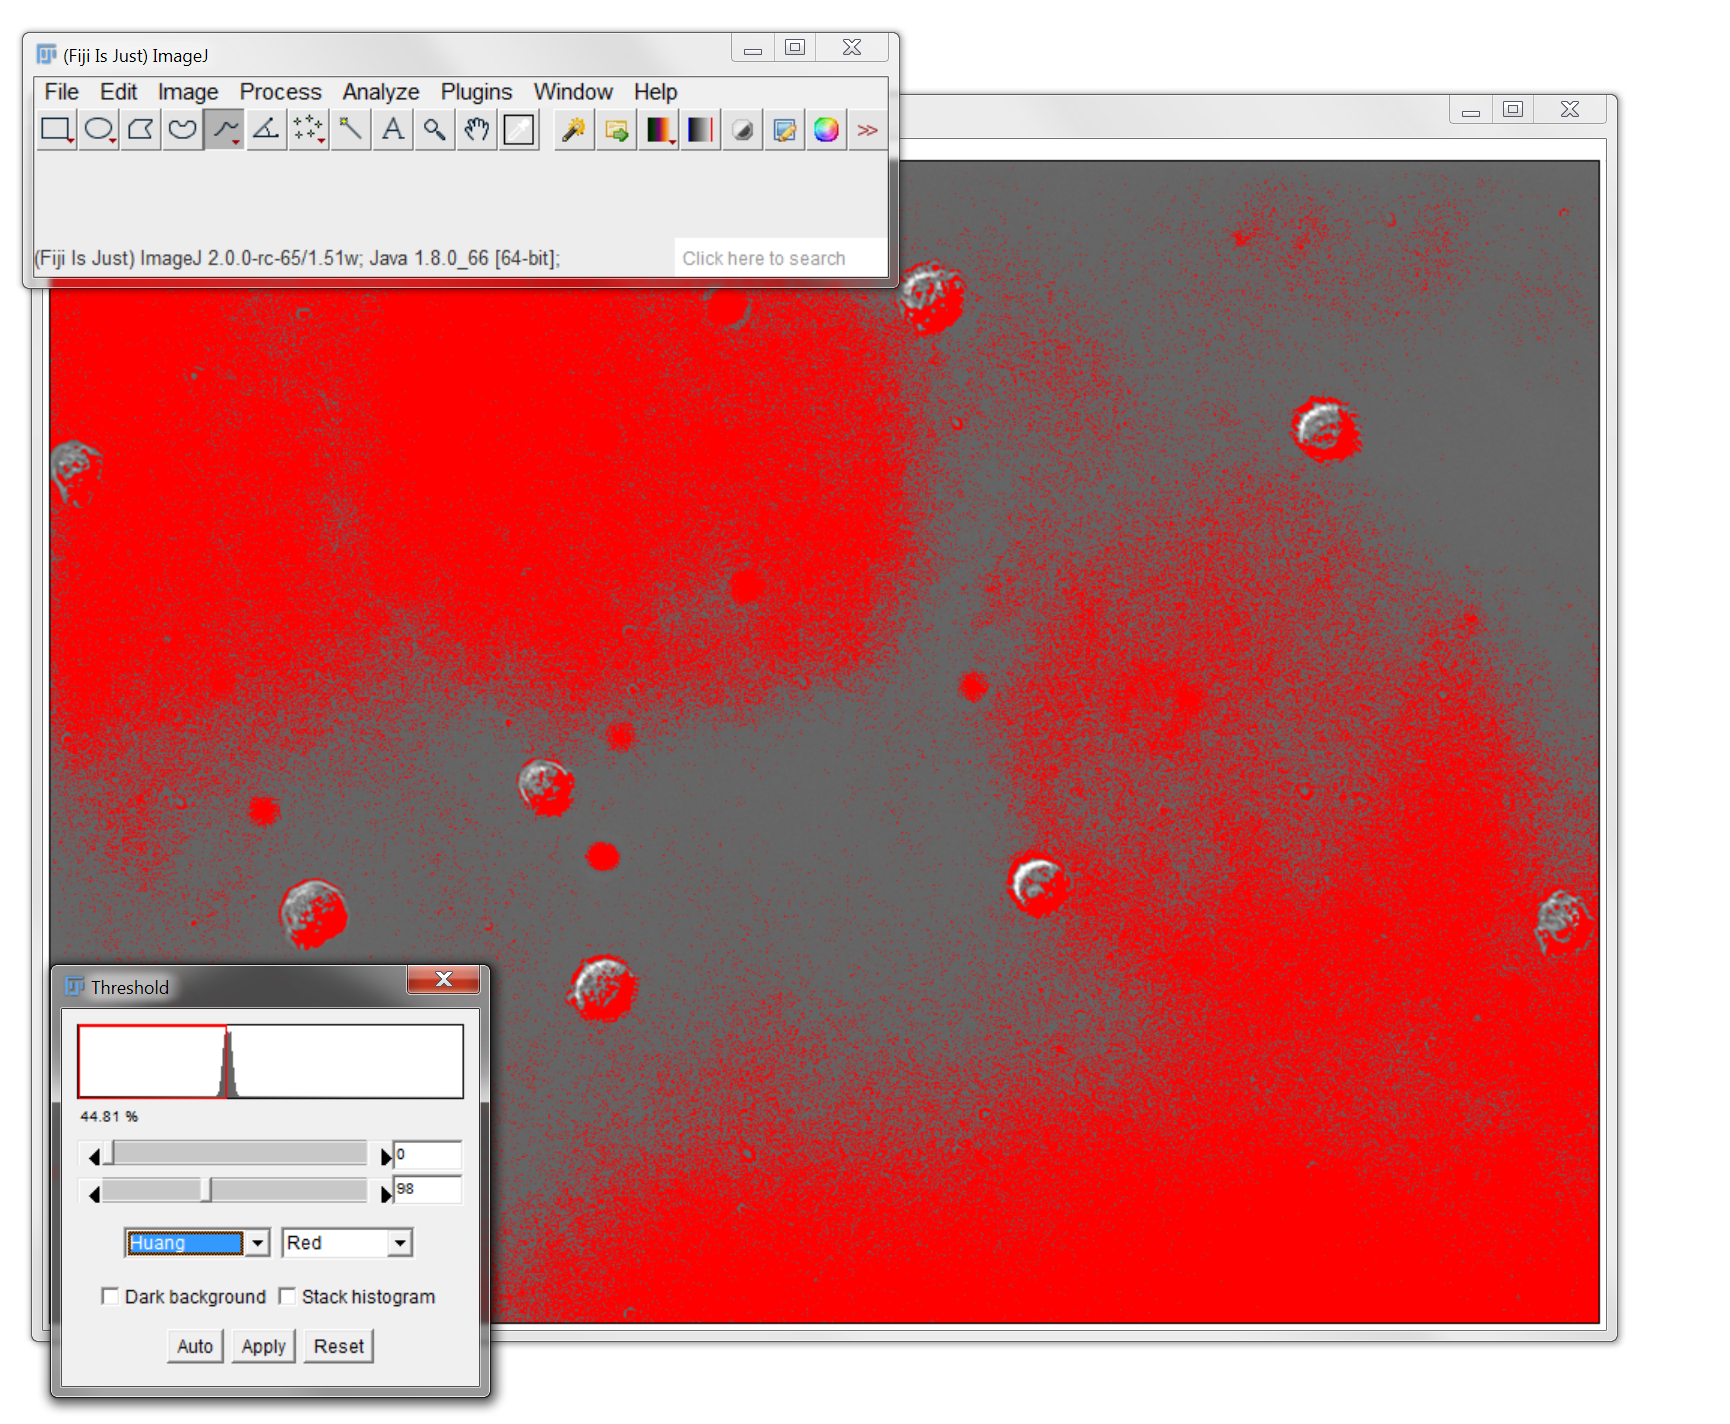 (Fiji Is Just) ImageJ
File Edit Image Process Analyze Plugins Window Help
A >>
(Fiji Is Just) ImageJ 2.0.0-rc-65/1.51w; Java 1.8.0_66 [64-bit];
Click here to search
Threshold
44.81 %
0
98
Huang Red
Dark background Stack histogram
Auto Apply Reset